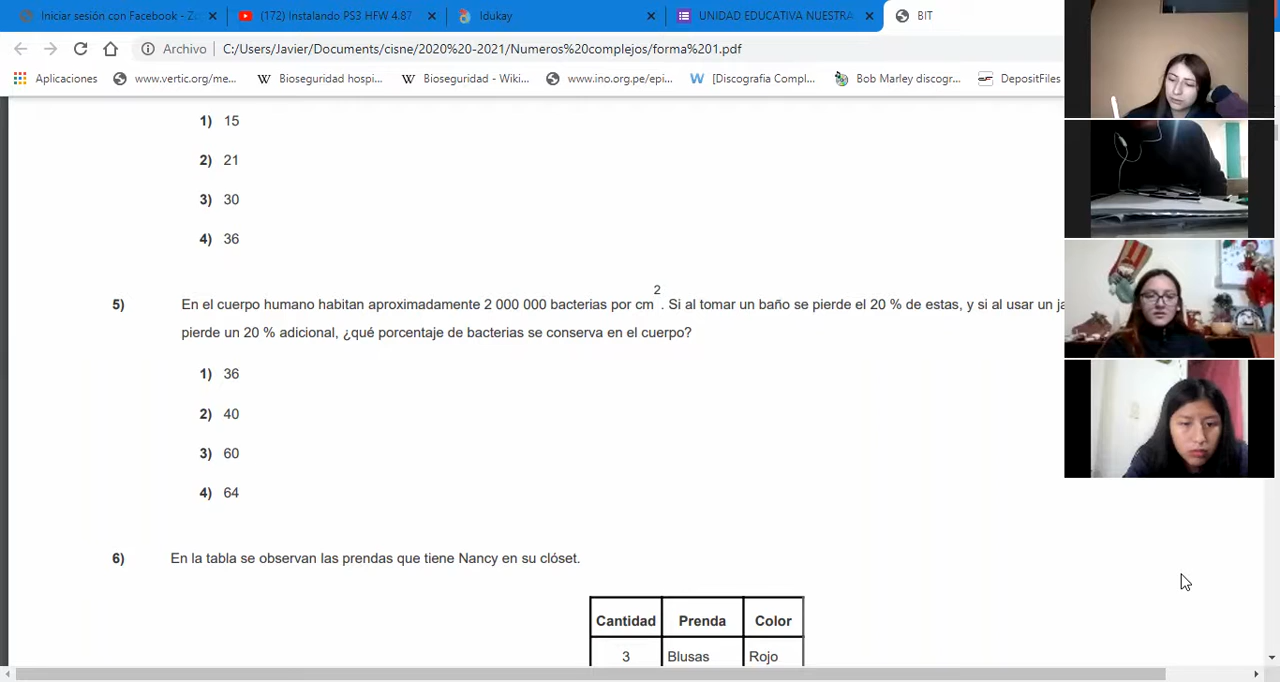 Iniciar sesión con Facebook - Zo
(172) Instalando PS3 HFW 4.87
Idukay
UNIDAD EDUCATIVA NUESTRA
BIT
Archivo
C:/Users/Javier/Documents/cisne/2020%20-2021/Numeros%20complejos/forma%201.pdf
Aplicaciones
www.vertic.org/me...
Bioseguridad hospi...
Bioseguridad - Wiki...
www.ino.org.pe/epi...
[Discografia Compl...
Bob Marley discogr...
DepositFiles
1) 15
2) 21
3) 30
4) 36
5) En el cuerpo humano habitan aproximadamente 2 000 000 bacterias por cm2. Si al tomar un baño se pierde el 20 % de estas, y si al usar un ja
pierde un 20 % adicional, ¿qué porcentaje de bacterias se conserva en el cuerpo?
1) 36
2) 40
3) 60
4) 64
6) En la tabla se observan las prendas que tiene Nancy en su clóset.
Cantidad Prenda Color
3 Blusas Rojo